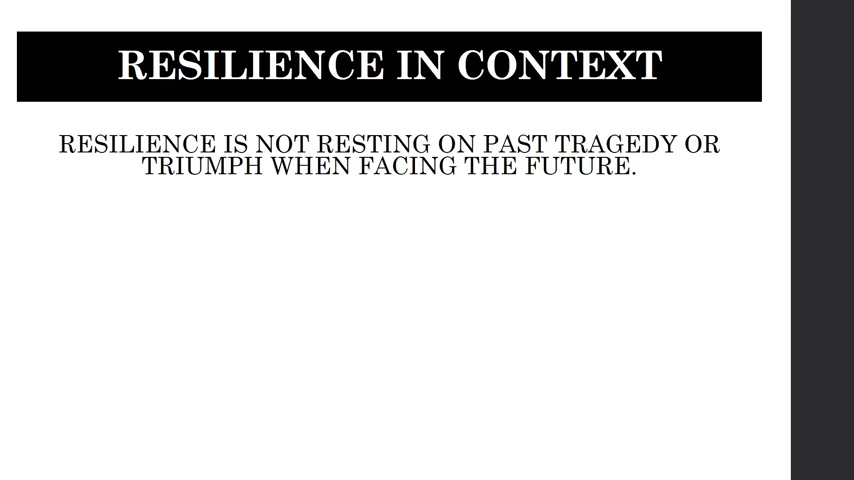 RESILIENCE IN CONTEXT
RESILIENCE IS NOT RESTING ON PAST TRAGEDY OR
TRIUMPH WHEN FACING THE FUTURE.